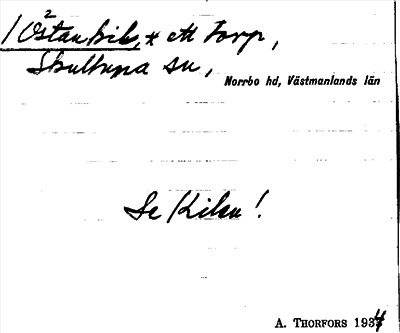 / Östankil, * ett torp,
Skultuna sn,
Norrbo hd, Västmanlands län
Se Kilen!
A. THORFORS 1934